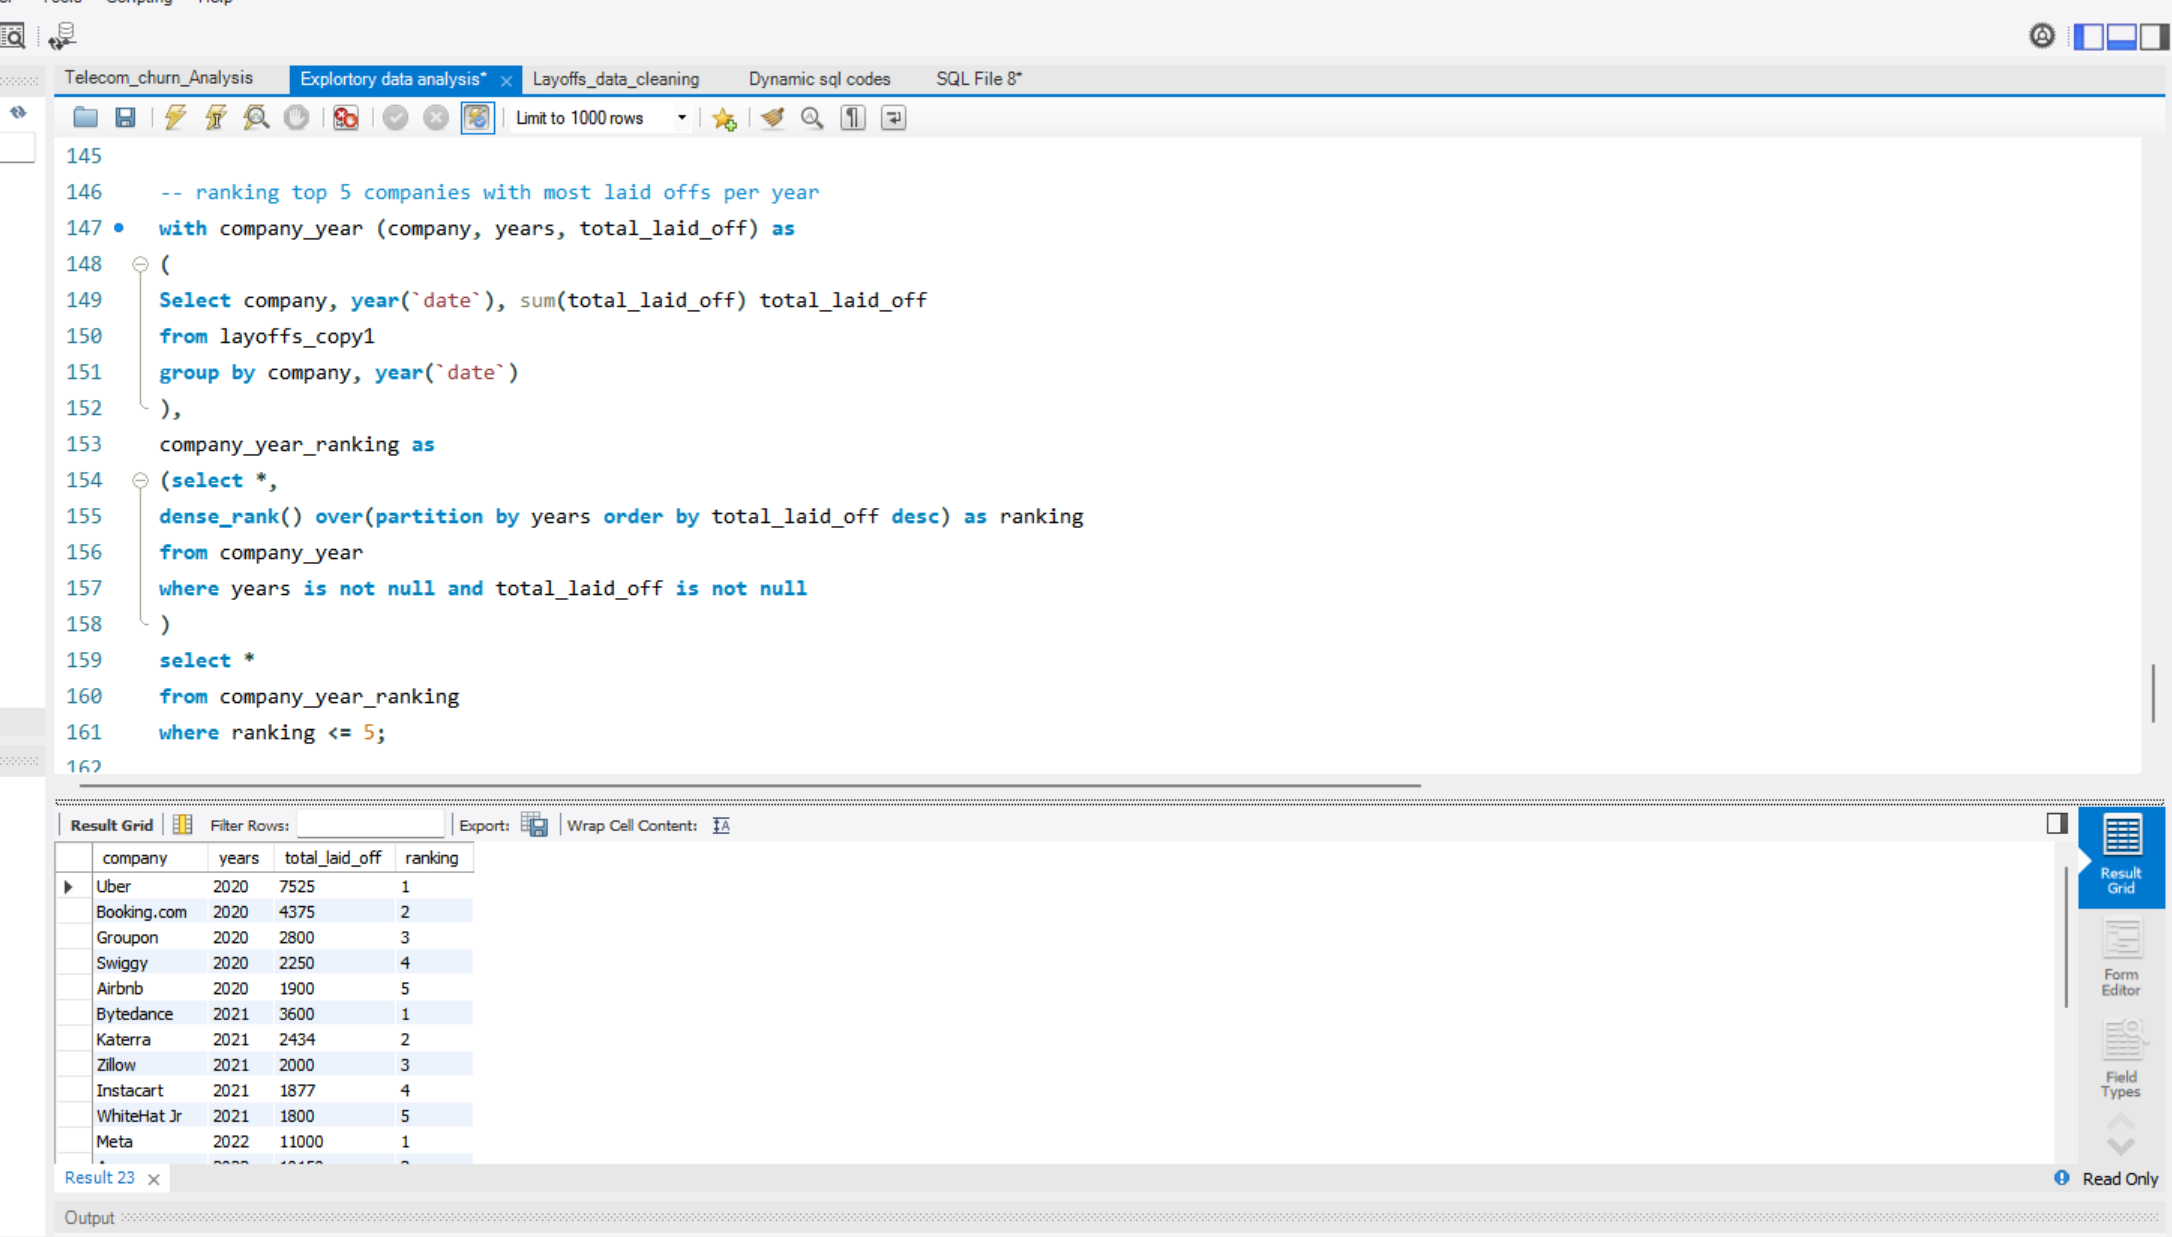 Tools Scripting Help
Telecom_churn_Analysis Explortory data analysis* Layoffs_data_cleaning Dynamic sql codes SQL File 8*
Limit to 1000 rows
145
146 -- ranking top 5 companies with most laid offs per year
147 with company_year (company, years, total_laid_off) as
148 (
149 Select company, year(`date`), sum(total_laid_off) total_laid_off
150 from layoffs_copy1
151 group by company, year(`date`)
152 ),
153 company_year_ranking as
154 (select *,
155 dense_rank() over(partition by years order by total_laid_off desc) as ranking
156 from company_year
157 where years is not null and total_laid_off is not null
158 )
159 select *
160 from company_year_ranking
161 where ranking <= 5;
162
Result Grid Filter Rows: Export: Wrap Cell Content:
company years total_laid_off ranking
Uber 2020 7525 1
Booking.com 2020 4375 2
Groupon 2020 2800 3
Swiggy 2020 2250 4
Airbnb 2020 1900 5
Bytedance 2021 3600 1
Katerra 2021 2434 2
Zillow 2021 2000 3
Instacart 2021 1877 4
WhiteHat Jr 2021 1800 5
Meta 2022 11000 1
Result
Grid
Form
Editor
Field
Types
Result 23 Read Only
Output